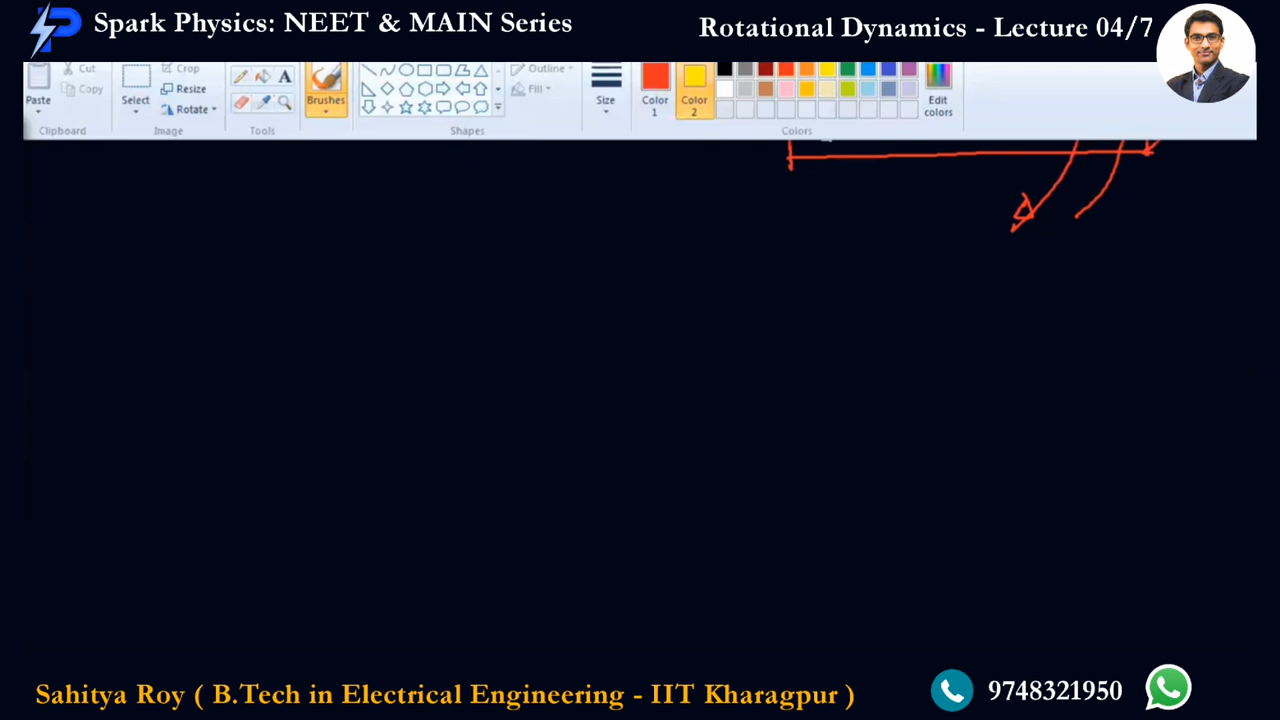 Spark Physics: NEET & MAIN Series
Rotational Dynamics - Lecture 04/7
Cut
Copy
Paste
Clipboard
Crop
Resize
Rotate
Select
Image
A
Tools
Brushes
Outline
Fill
Shapes
Size
Color 1
Color 2
Edit colors
Colors
Sahitya Roy ( B.Tech in Electrical Engineering - IIT Kharagpur )
9748321950